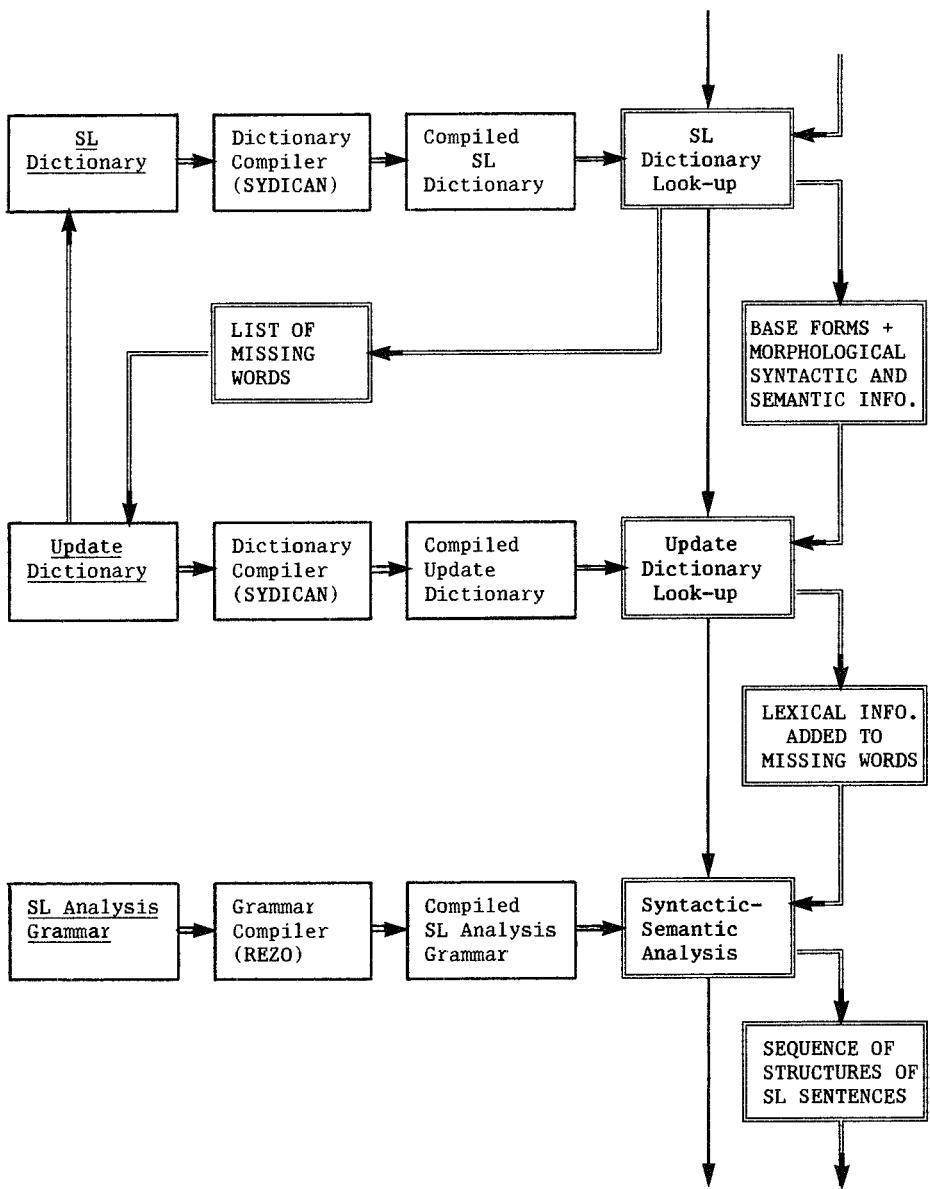 SL
Dictionary
Dictionary
Compiler
(SYDICAN)
Compiled
SL
Dictionary
SL
Dictionary
Look-up
LIST OF
MISSING
WORDS
BASE FORMS +
MORPHOLOGICAL
SYNTACTIC AND
SEMANTIC INFO.
Update
Dictionary
Dictionary
Compiler
(SYDICAN)
Compiled
Update
Dictionary
Update
Dictionary
Look-up
LEXICAL INFO.
ADDED TO
MISSING WORDS
SL Analysis
Grammar
Grammar
Compiler
(REZO)
Compiled
SL Analysis
Grammar
Syntactic-
Semantic
Analysis
SEQUENCE OF
STRUCTURES OF
SL SENTENCES